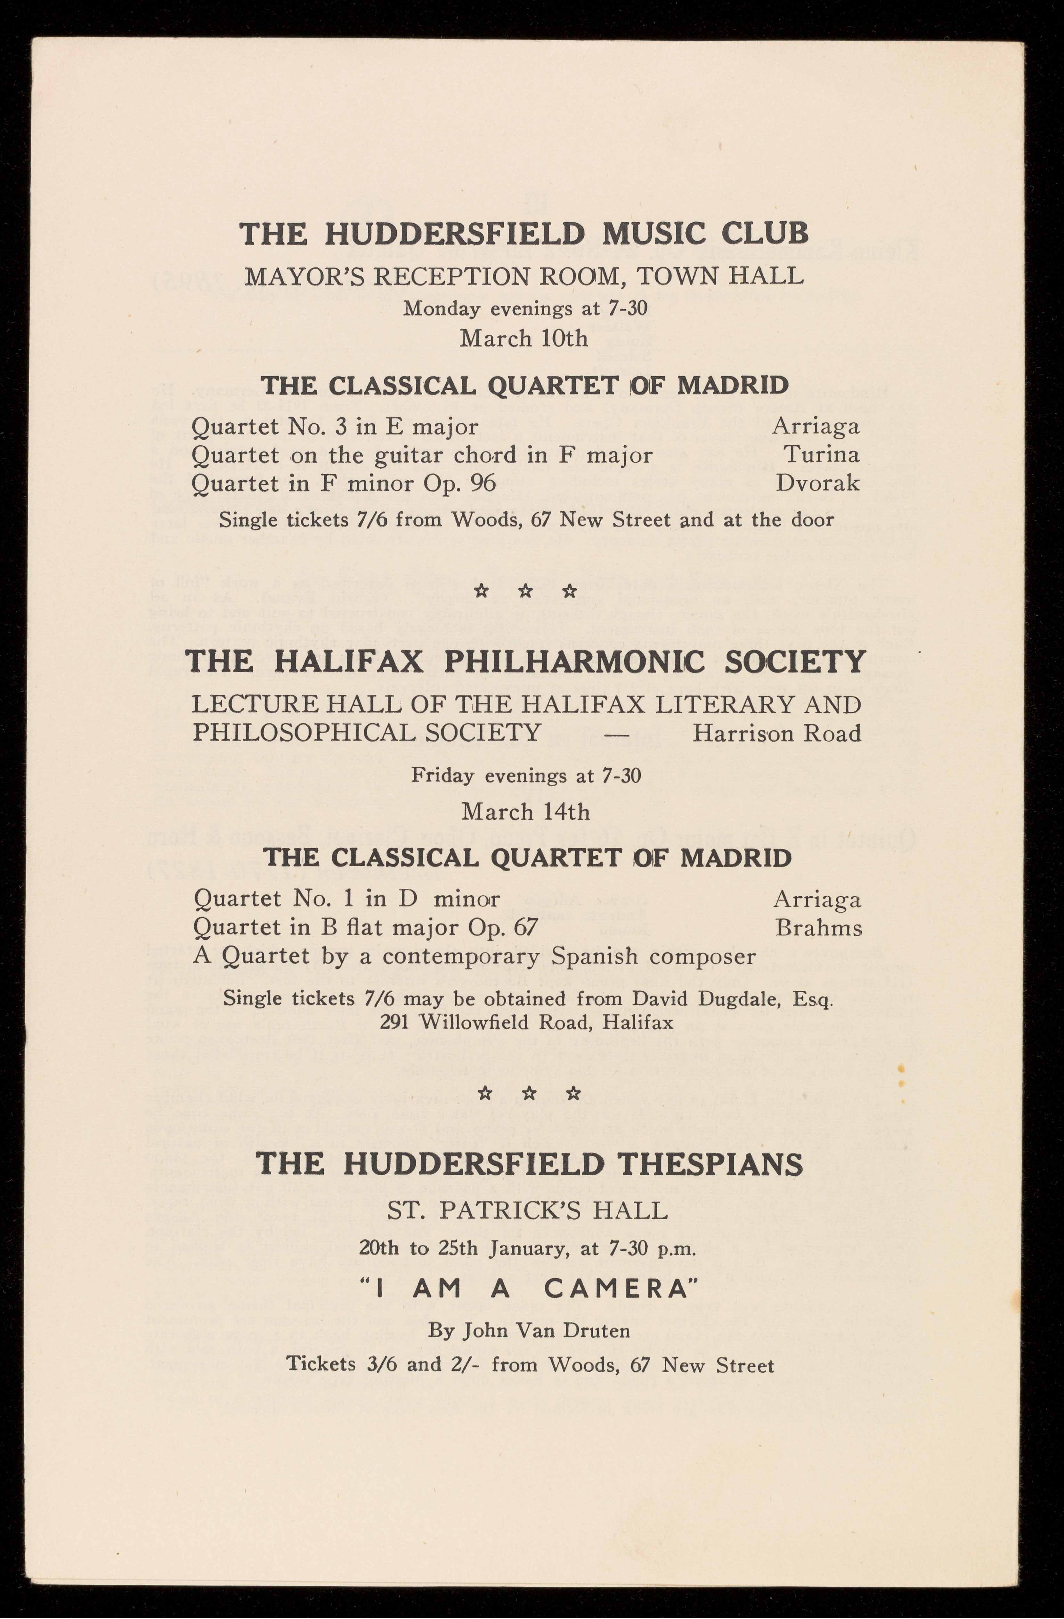 THE HUDDERSFIELD MUSIC CLUB
MAYOR'S RECEPTION ROOM, TOWN HALL
Monday evenings at 7-30
March 10th
THE CLASSICAL QUARTET OF MADRID
Quartet No. 3 in E major Arriaga
Quartet on the guitar chord in F major Turina
Quartet in F minor Op. 96 Dvorak
Single tickets 7/6 from Woods, 67 New Street and at the door
☆ ☆ ☆
THE HALIFAX PHILHARMONIC SOCIETY
LECTURE HALL OF THE HALIFAX LITERARY AND
PHILOSOPHICAL SOCIETY — Harrison Road
Friday evenings at 7-30
March 14th
THE CLASSICAL QUARTET OF MADRID
Quartet No. 1 in D minor Arriaga
Quartet in B flat major Op. 67 Brahms
A Quartet by a contemporary Spanish composer
Single tickets 7/6 may be obtained from David Dugdale, Esq.
291 Willowfield Road, Halifax
☆ ☆ ☆
THE HUDDERSFIELD THESPIANS
ST. PATRICK'S HALL
20th to 25th January, at 7-30 p.m.
"I AM A CAMERA"
By John Van Druten
Tickets 3/6 and 2/- from Woods, 67 New Street